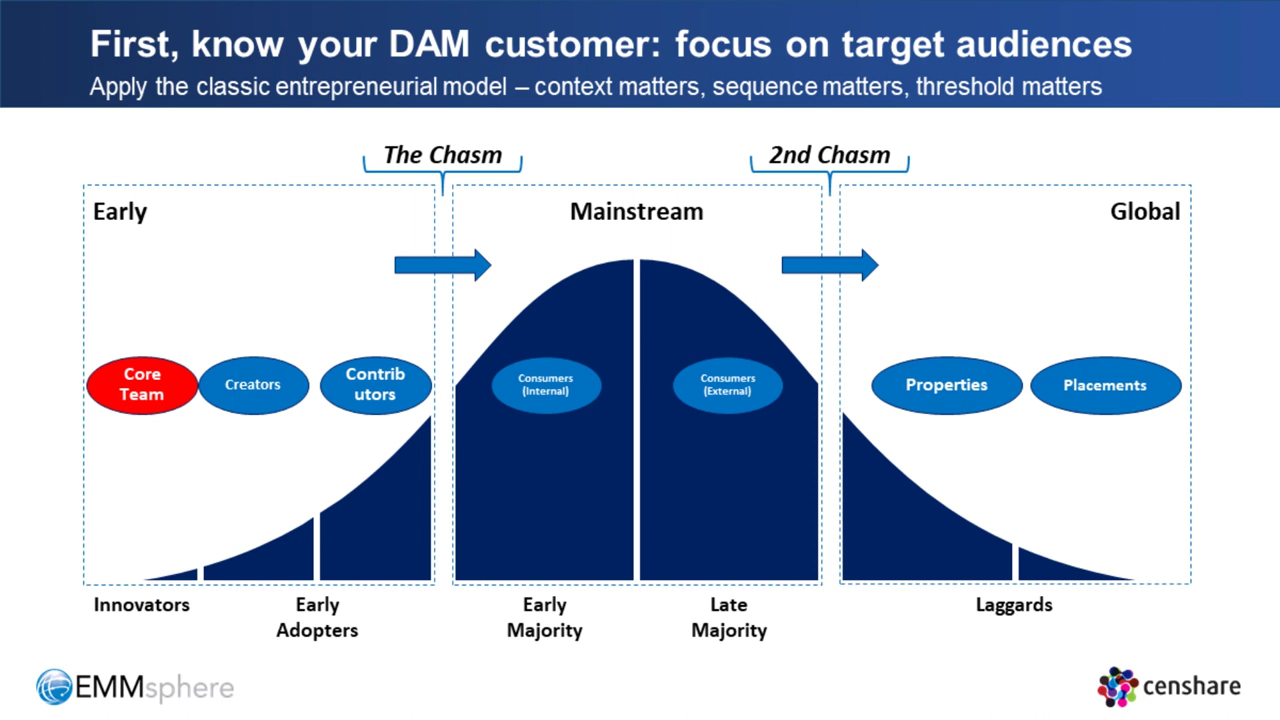 First, know your DAM customer: focus on target audiences
Apply the classic entrepreneurial model – context matters, sequence matters, threshold matters
The Chasm
2nd Chasm
Early
Mainstream
Global
Core
Team
Creators
Contrib
utors
Consumers
(Internal)
Consumers
(External)
Properties
Placements
Innovators
Early
Adopters
Early
Majority
Late
Majority
Laggards
EMMsphere
censhare